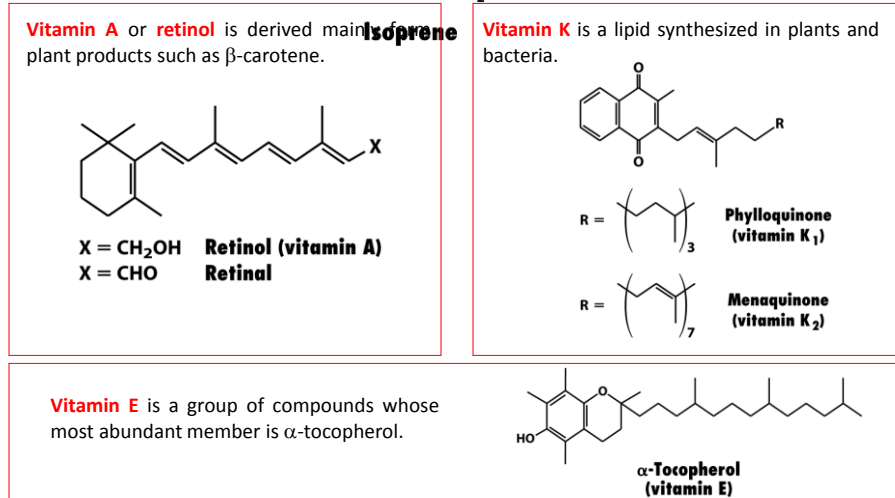 Isoprene
Vitamin A or retinol is derived mainly form
plant products such as β-carotene.
X
X = CH₂OH Retinol (vitamin A)
X = CHO Retinal
Vitamin K is a lipid synthesized in plants and
bacteria.
O
R
O
R = 3 Phylloquinone
(vitamin K₁)
R = 7 Menaquinone
(vitamin K₂)
Vitamin E is a group of compounds whose
most abundant member is α-tocopherol.
O
HO
α-Tocopherol
(vitamin E)